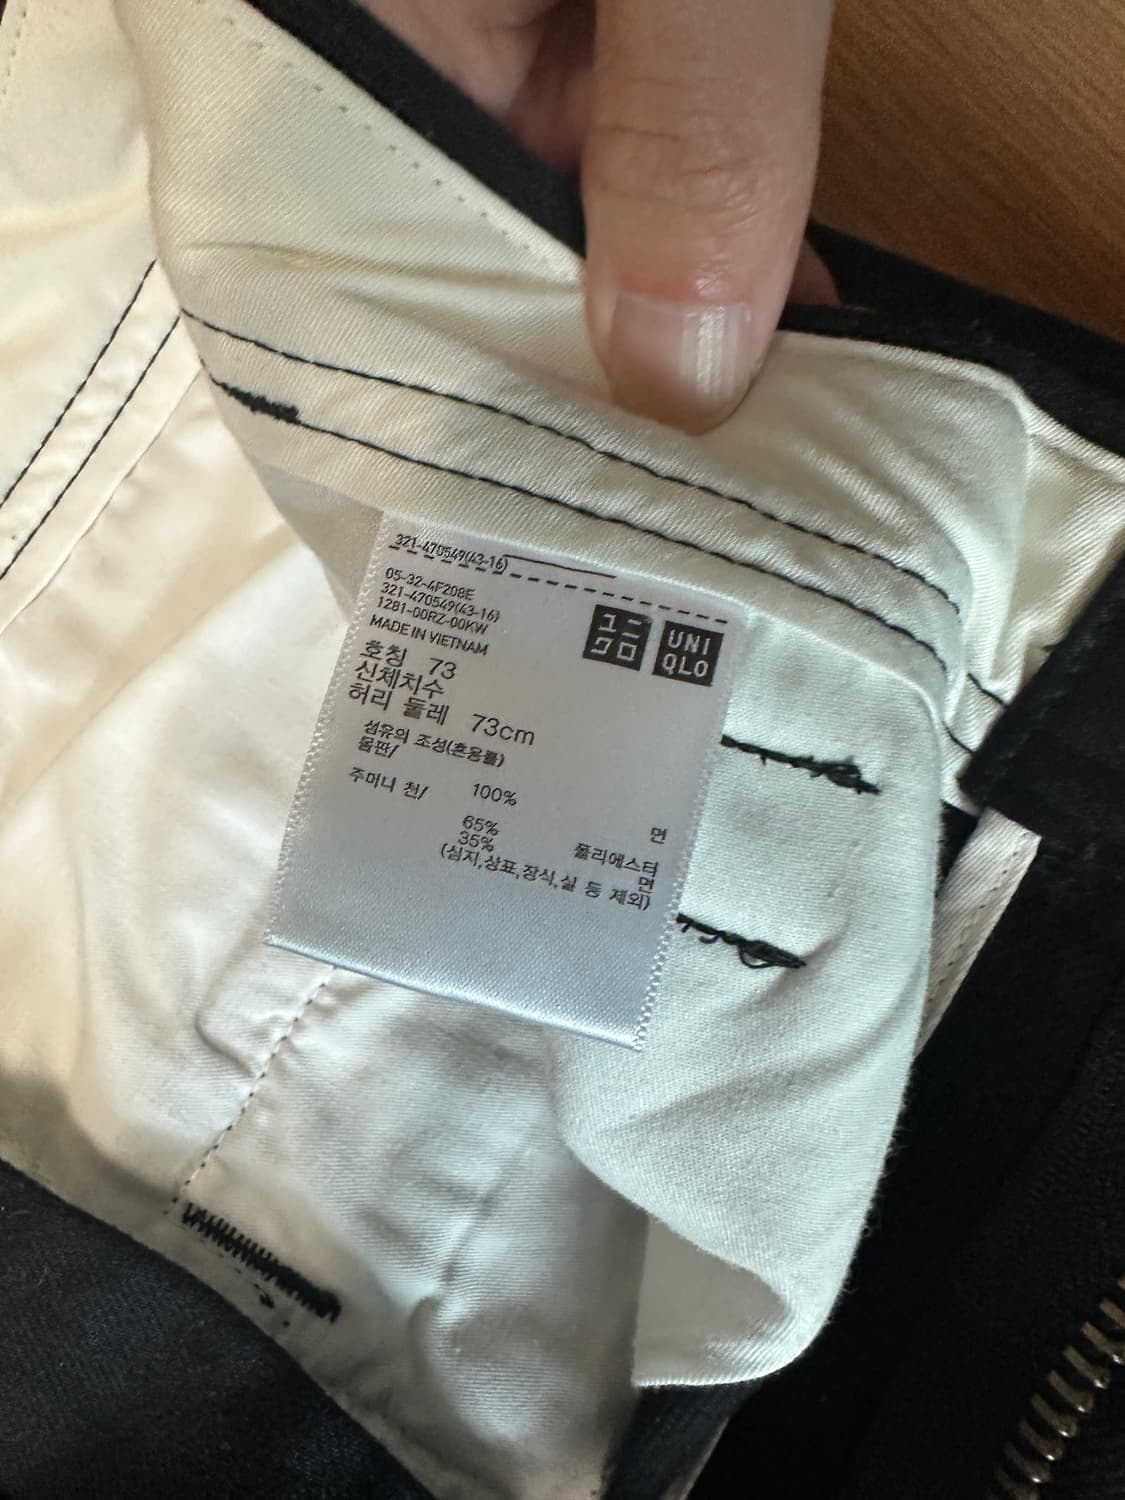 321-470549(43-16)
05-32-4F208E
321-470549(43-16)
1281-00RZ-00KW
MADE IN VIETNAM
ユニ
クロ
UNI
QLO
호칭 73
신체치수
허리 둘레 73cm
섬유의 조성(혼용률)
몸판/
100% 면
주머니 천/
65% 폴리에스터
35% 면
(심지,상표,장식,실 등 제외)